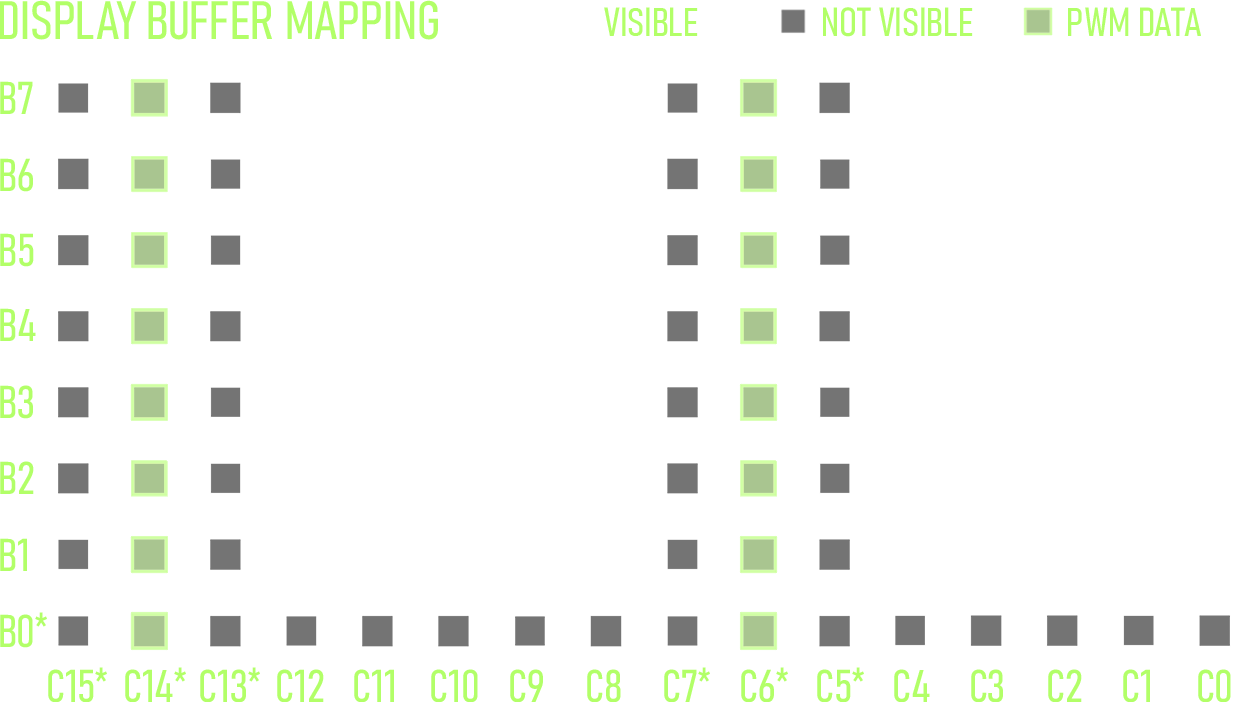 DISPLAY BUFFER MAPPING VISIBLE NOT VISIBLE PWM DATA
B7
B6
B5
B4
B3
B2
B1
B0*
C15* C14* C13* C12 C11 C10 C9 C8 C7* C6* C5* C4 C3 C2 C1 C0